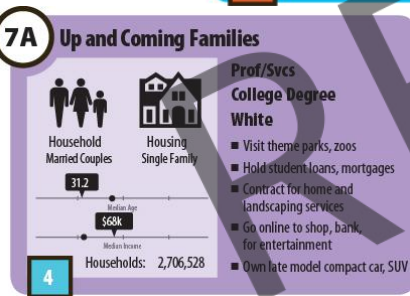 7A Up and Coming Families
Household
Married Couples
Housing
Single Family
31.2
Median Age
$68k
Median Income
4
Households: 2,706,528
Prof/Svcs
College Degree
White
■ Visit theme parks, zoos
■ Hold student loans, mortgages
■ Contract for home and
landscaping services
■ Go online to shop, bank,
for entertainment
■ Own late model compact car, SUV